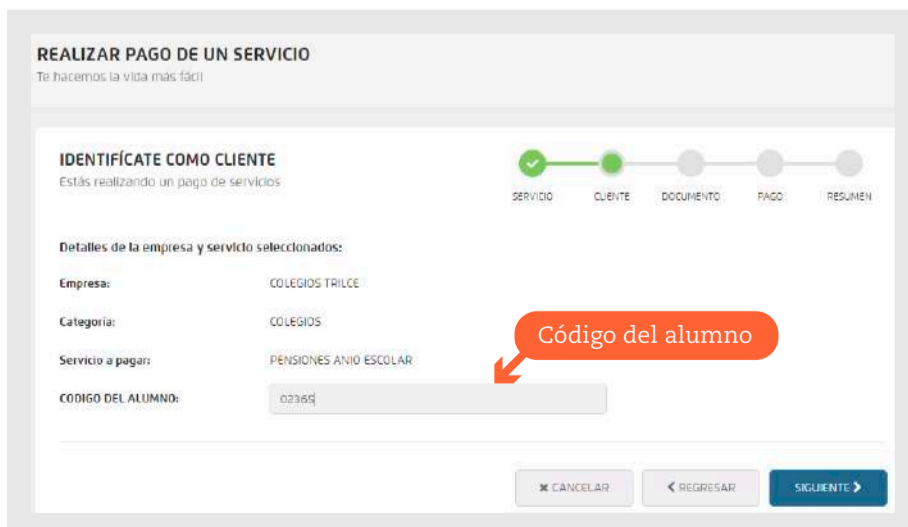 REALIZAR PAGO DE UN SERVICIO
Te hacemos la vida más fácil
IDENTIFÍCATE COMO CLIENTE
Estás realizando un pago de servicios
SERVICIO CLIENTE DOCUMENTO PAGO RESUMEN
Detalles de la empresa y servicio seleccionados:
Empresa: COLEGIOS TRILCE
Categoría: COLEGIOS
Código del alumno
Servicio a pagar: PENSIONES ANIO ESCOLAR
CODIGO DEL ALUMNO: 02365
CANCELAR REGRESAR SIGUIENTE